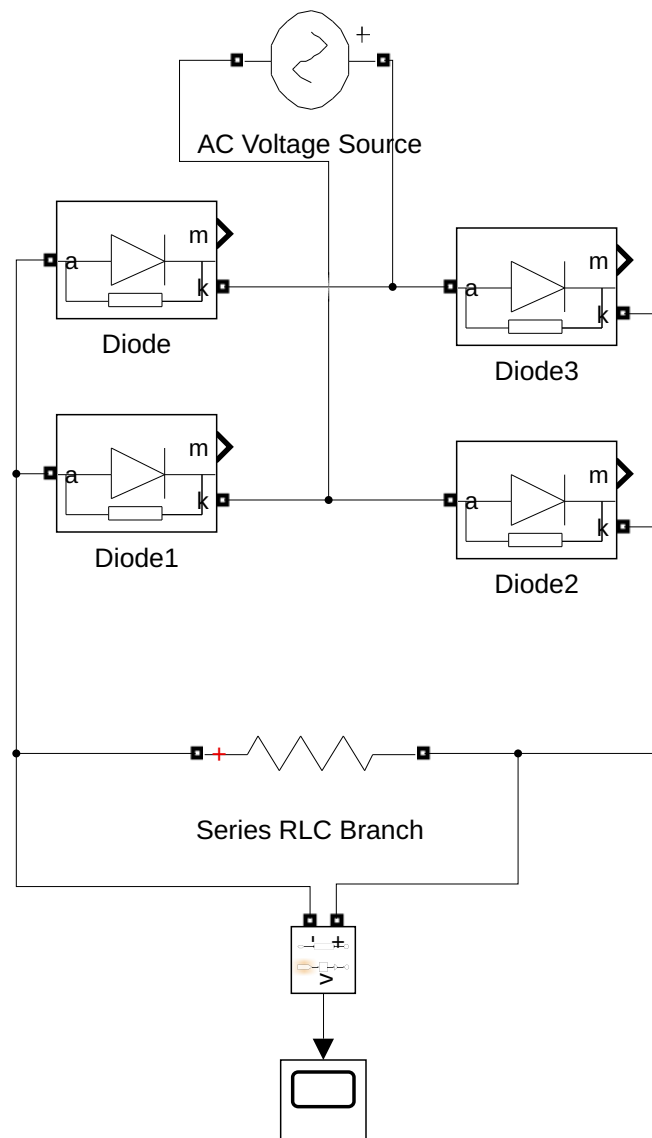 +
AC Voltage Source
m
a
k
Diode
m
a
k
Diode3
m
a
k
Diode1
m
a
k
Diode2
+
Series RLC Branch
- +
v